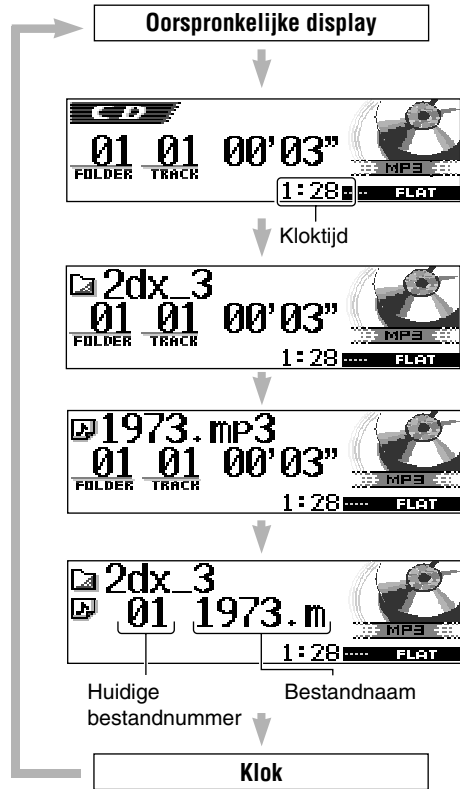 Oorspronkelijke display
CD
01 01 00'03"
FOLDER TRACK
MP3
1:28 FLAT
Kloktijd
2dx_3
01 01 00'03"
FOLDER TRACK
MP3
1:28 FLAT
1973.mp3
01 01 00'03"
FOLDER TRACK
MP3
1:28 FLAT
2dx_3
01 1973.m
MP3
1:28 FLAT
Huidige bestandnummer
Bestandnaam
Klok